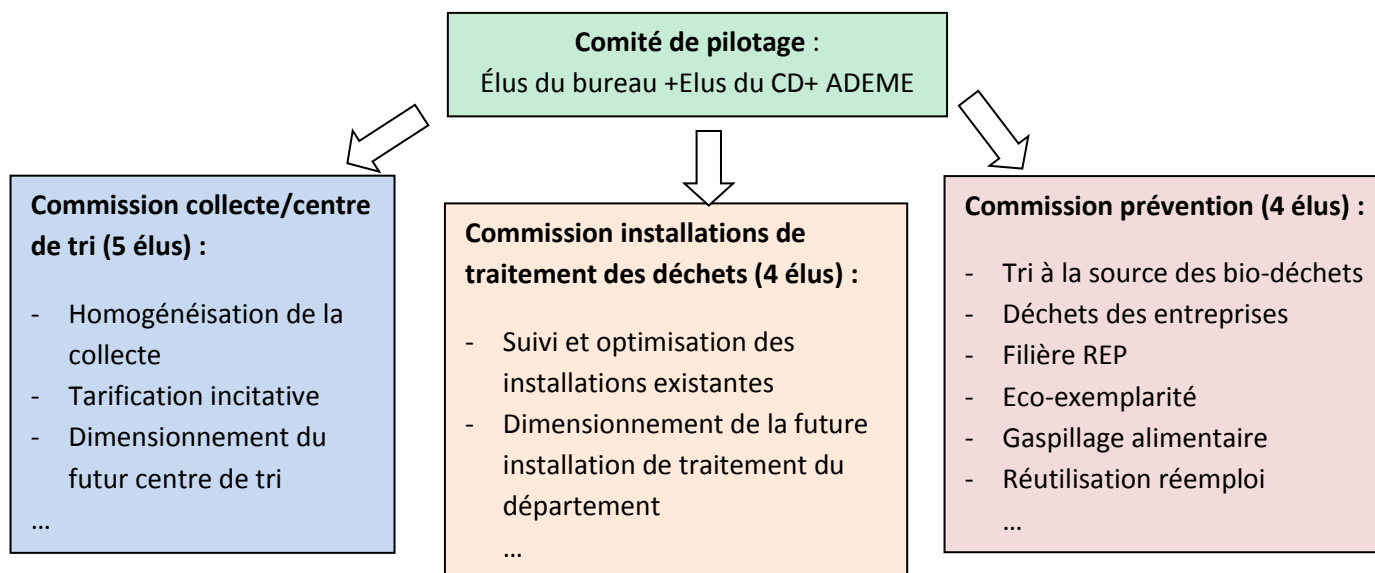 Comité de pilotage :
Élus du bureau +Elus du CD+ ADEME
Commission collecte/centre
de tri (5 élus) :
- Homogénéisation de la
collecte
- Tarification incitative
- Dimensionnement du
futur centre de tri
...
Commission installations de
traitement des déchets (4 élus) :
- Suivi et optimisation des
installations existantes
- Dimensionnement de la future
installation de traitement du
département
...
Commission prévention (4 élus) :
- Tri à la source des bio-déchets
- Déchets des entreprises
- Filière REP
- Eco-exemplarité
- Gaspillage alimentaire
- Réutilisation réemploi
...